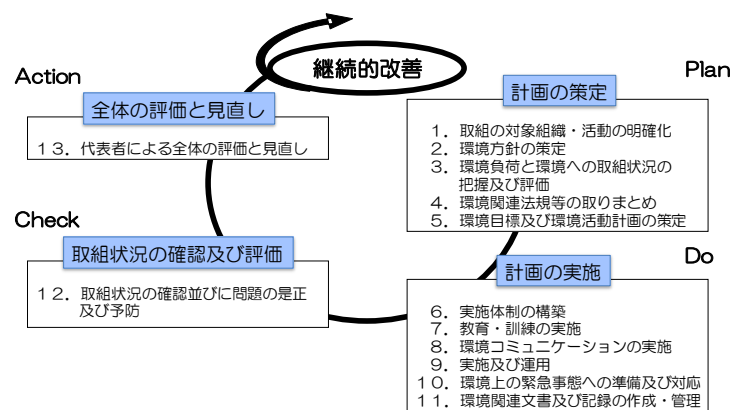 継続的改善
Plan
計画の策定
１．取組の対象組織・活動の明確化
２．環境方針の策定
３．環境負荷と環境への取組状況の
把握及び評価
４．環境関連法規等の取りまとめ
５．環境目標及び環境活動計画の策定
Do
計画の実施
６．実施体制の構築
７．教育・訓練の実施
８．環境コミュニケーションの実施
９．実施及び運用
１０．環境上の緊急事態への準備及び対応
１１．環境関連文書及び記録の作成・管理
Check
取組状況の確認及び評価
１２．取組状況の確認並びに問題の是正
及び予防
Action
全体の評価と見直し
１３．代表者による全体の評価と見直し